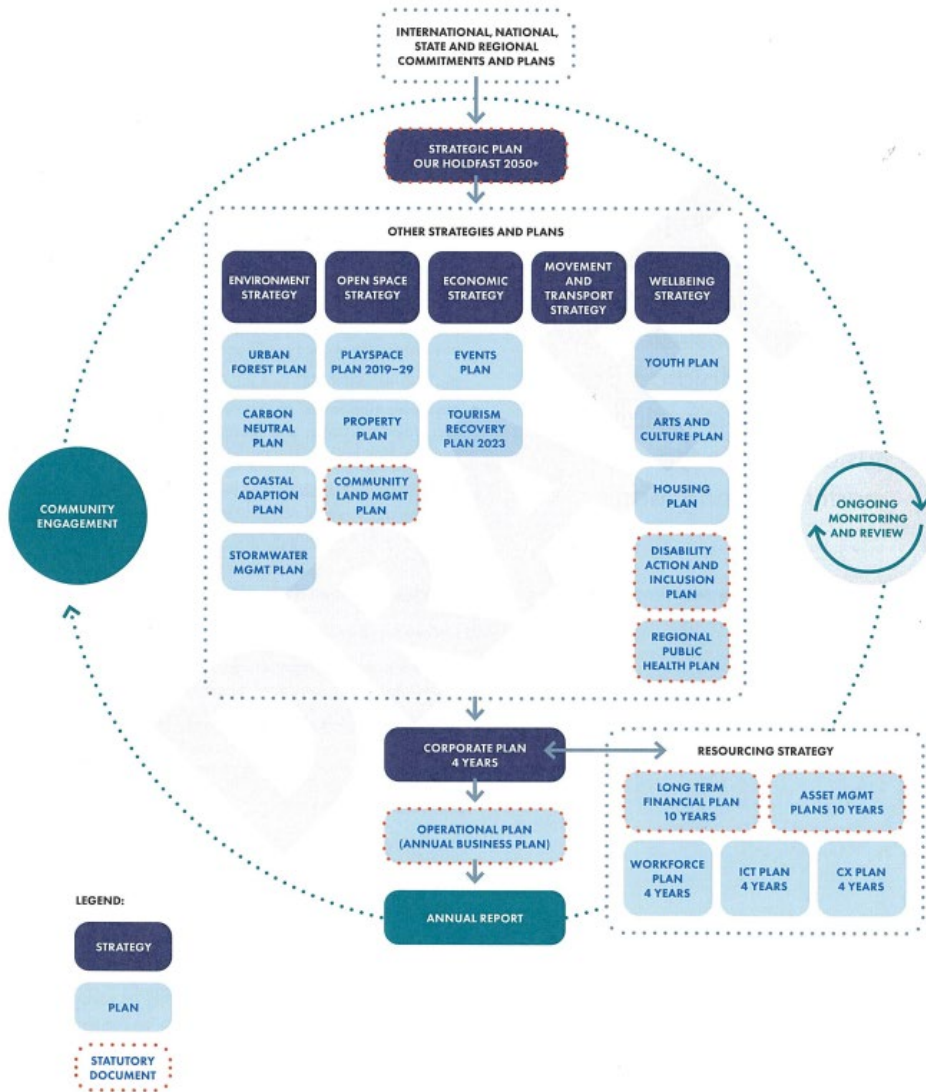 INTERNATIONAL, NATIONAL,
STATE AND REGIONAL
COMMITMENTS AND PLANS
STRATEGIC PLAN
OUR HOLDFAST 2050+
OTHER STRATEGIES AND PLANS
ENVIRONMENT
STRATEGY
OPEN SPACE
STRATEGY
ECONOMIC
STRATEGY
MOVEMENT
AND
TRANSPORT
STRATEGY
WELLBEING
STRATEGY
URBAN
FOREST PLAN
PLAYSPACE
PLAN 2019–29
EVENTS
PLAN
YOUTH PLAN
CARBON
NEUTRAL
PLAN
PROPERTY
PLAN
TOURISM
RECOVERY
PLAN 2023
ARTS AND
CULTURE PLAN
COASTAL
ADAPTION
PLAN
COMMUNITY
LAND MGMT
PLAN
HOUSING
PLAN
STORMWATER
MGMT PLAN
DISABILITY
ACTION AND
INCLUSION
PLAN
REGIONAL
PUBLIC
HEALTH PLAN
COMMUNITY
ENGAGEMENT
ONGOING
MONITORING
AND REVIEW
CORPORATE PLAN
4 YEARS
RESOURCING STRATEGY
LONG TERM
FINANCIAL PLAN
10 YEARS
ASSET MGMT
PLANS 10 YEARS
OPERATIONAL PLAN
(ANNUAL BUSINESS PLAN)
WORKFORCE
PLAN
4 YEARS
ICT PLAN
4 YEARS
CX PLAN
4 YEARS
ANNUAL REPORT
LEGEND:
STRATEGY
PLAN
STATUTORY
DOCUMENT
DRAFT